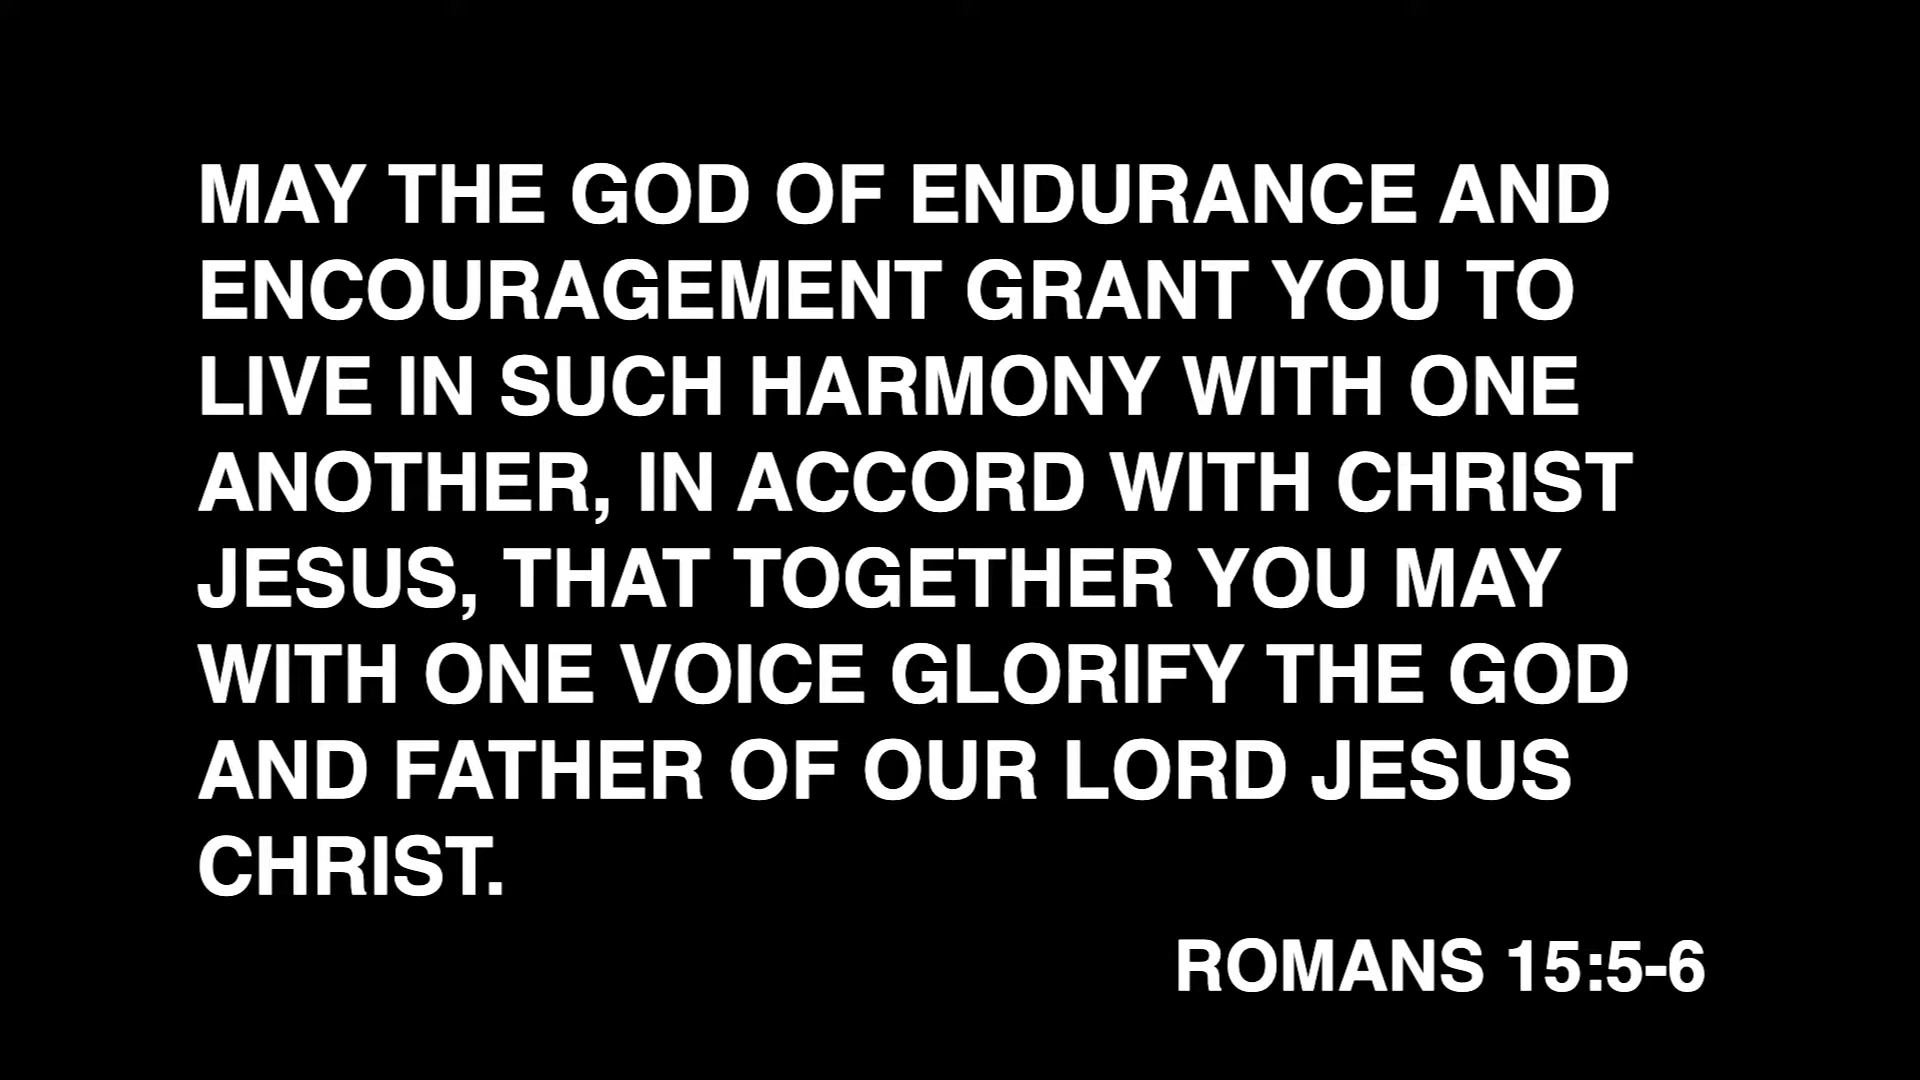 MAY THE GOD OF ENDURANCE AND
ENCOURAGEMENT GRANT YOU TO
LIVE IN SUCH HARMONY WITH ONE
ANOTHER, IN ACCORD WITH CHRIST
JESUS, THAT TOGETHER YOU MAY
WITH ONE VOICE GLORIFY THE GOD
AND FATHER OF OUR LORD JESUS
CHRIST.
ROMANS 15:5-6